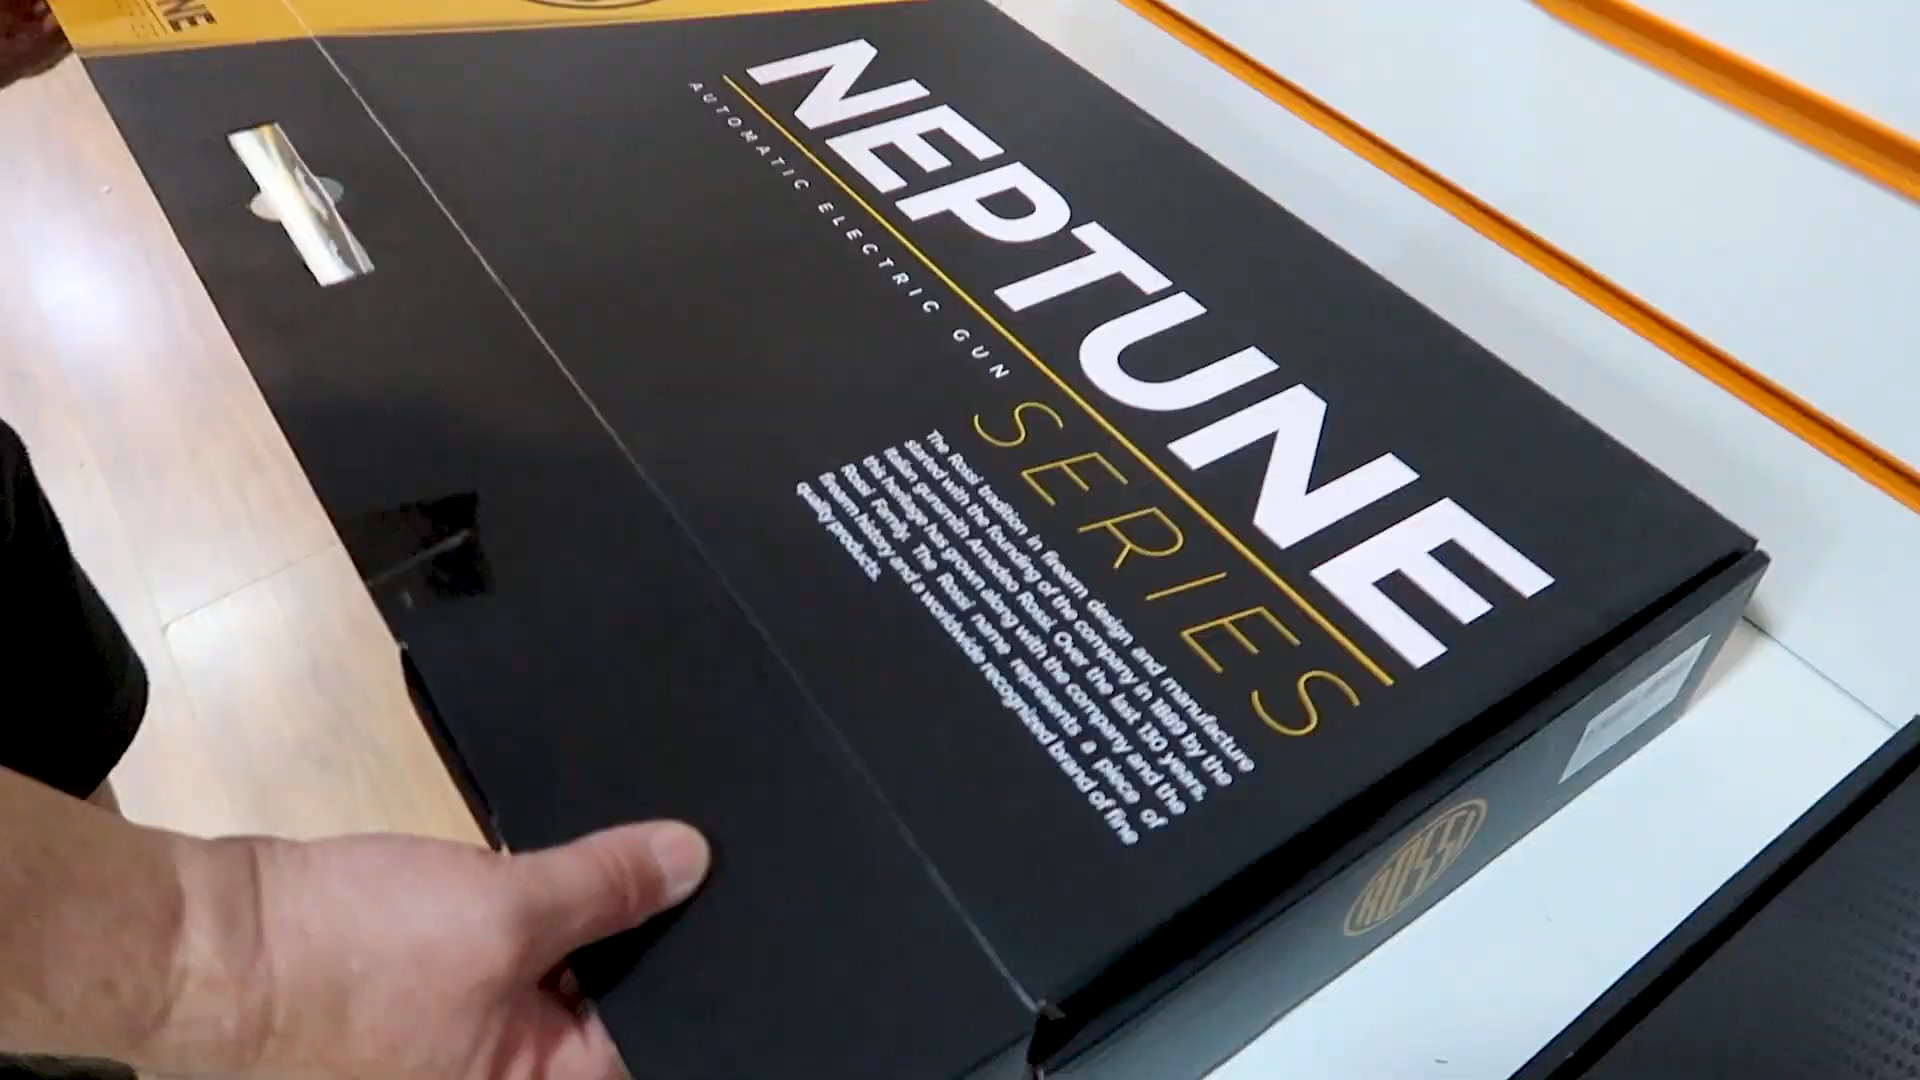 NEPTUNE
AUTOMATIC ELECTRIC GUN
SERIES
The Rossi tradition in firearm design and manufacture
started with the founding of the company in 1889 by the
Italian gunsmith Amadeo Rossi. Over the last 130 years,
this heritage has grown along with the company and the
Rossi Family. The Rossi name represents a piece of
firearm history and a worldwide recognized brand of fine
quality products.
ROSSI
NE